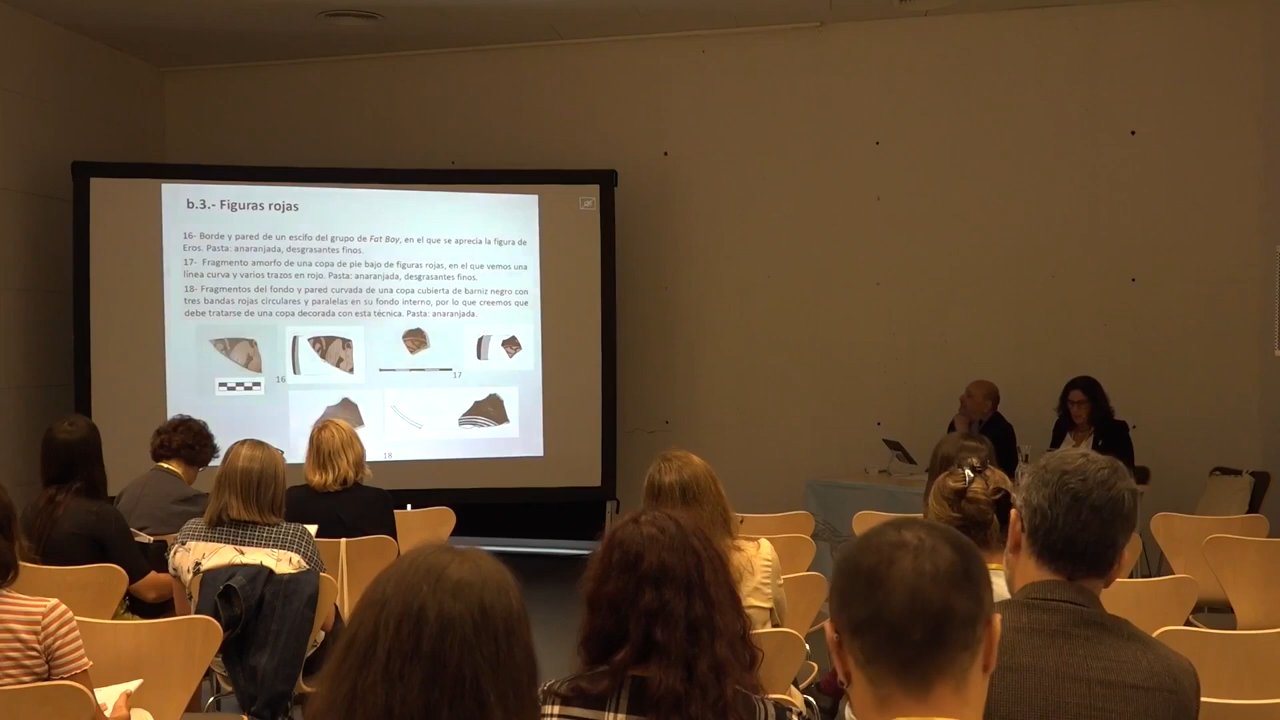 b.3.- Figuras rojas
16- Borde y pared de un escifo del grupo de Fat Boy, en el que se aprecia la figura de
Eros. Pasta: anaranjada, desgrasantes finos.
17- Fragmento amorfo de una copa de pie bajo de figuras rojas, en el que vemos una
línea curva y varios trazos en rojo. Pasta: anaranjada, desgrasantes finos.
18- Fragmentos del fondo y pared curvada de una copa cubierta de barniz negro con
tres bandas rojas circulares y paralelas en su fondo interno, por lo que creemos que
debe tratarse de una copa decorada con esta técnica. Pasta: anaranjada.
16
17
18